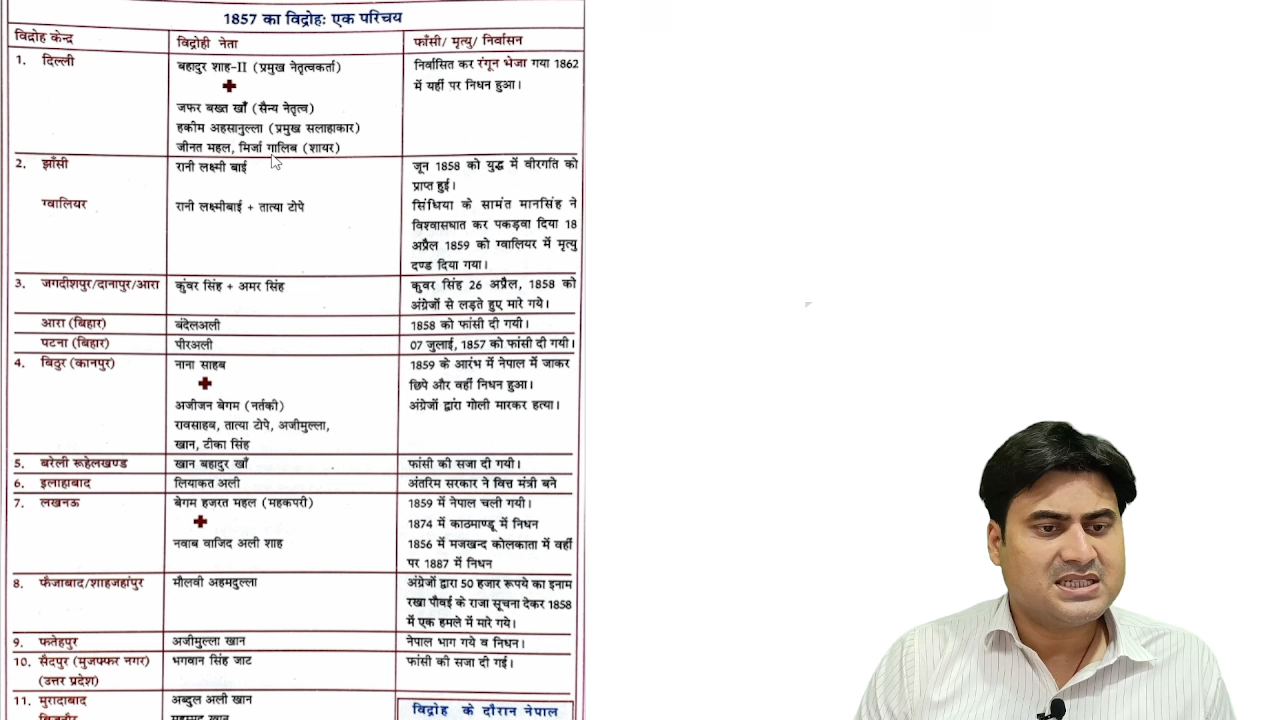 1857 का विद्रोहः एक परिचय
विद्रोह केन्द्र विद्रोही नेता फाँसी/ मृत्यु/ निर्वासन
1. दिल्ली बहादुर शाह-II (प्रमुख नेतृत्वकर्ता) निर्वासित कर रंगून भेजा गया 1862
+ में यहीं पर निधन हुआ।
जफर बख्त खाँ (सैन्य नेतृत्व)
हकीम अहसानुल्ला (प्रमुख सलाहाकार)
जीनत महल, मिर्जा गालिब (शायर)
2. झाँसी रानी लक्ष्मी बाई जून 1858 को युद्ध में वीरगति को
प्राप्त हुई।
ग्वालियर रानी लक्ष्मीबाई + तात्या टोपे सिंधिया के सामंत मानसिंह ने
विश्वासघात कर पकड़वा दिया 18
अप्रैल 1859 को ग्वालियर में मृत्यु
दण्ड दिया गया।
3. जगदीशपुर/दानापुर/आरा कुंवर सिंह + अमर सिंह कुवर सिंह 26 अप्रैल, 1858 को
अंग्रेजों से लड़ते हुए मारे गये।
आरा (बिहार) बंदेलअली 1858 को फांसी दी गयी।
पटना (बिहार) पीरअली 07 जुलाई, 1857 को फांसी दी गयी।
4. बिठुर (कानपुर) नाना साहब 1859 के आरंभ में नेपाल में जाकर
+ छिपे और वहीं निधन हुआ।
अजीजन बेगम (नर्तकी) अंग्रेजों द्वारा गोली मारकर हत्या।
रावसाहब, तात्या टोपे, अजीमुल्ला,
खान, टीका सिंह
5. बरेली रूहेलखण्ड खान बहादुर खाँ फांसी की सजा दी गयी।
6. इलाहाबाद लियाकत अली अंतरिम सरकार ने वित्त मंत्री बने
7. लखनऊ बेगम हजरत महल (महकपरी) 1859 में नेपाल चली गयी।
+ 1874 में काठमाण्डू में निधन
नवाब वाजिद अली शाह 1856 में मजखन्द कोलकाता में वहीं
पर 1887 में निधन
8. फैजाबाद/शाहजहांपुर मौलवी अहमदुल्ला अंग्रेजों द्वारा 50 हजार रूपये का इनाम
रखा पौवई के राजा सूचना देकर 1858
में एक हमले में मारे गये।
9. फतेहपुर अजीमुल्ला खान नेपाल भाग गये व निधन।
10. सैदपुर (मुजफ्फर नगर) भगवान सिंह जाट फांसी की सजा दी गई।
(उत्तर प्रदेश)
11. मुरादाबाद अब्दुल अली खान
विद्रोह के दौरान नेपाल